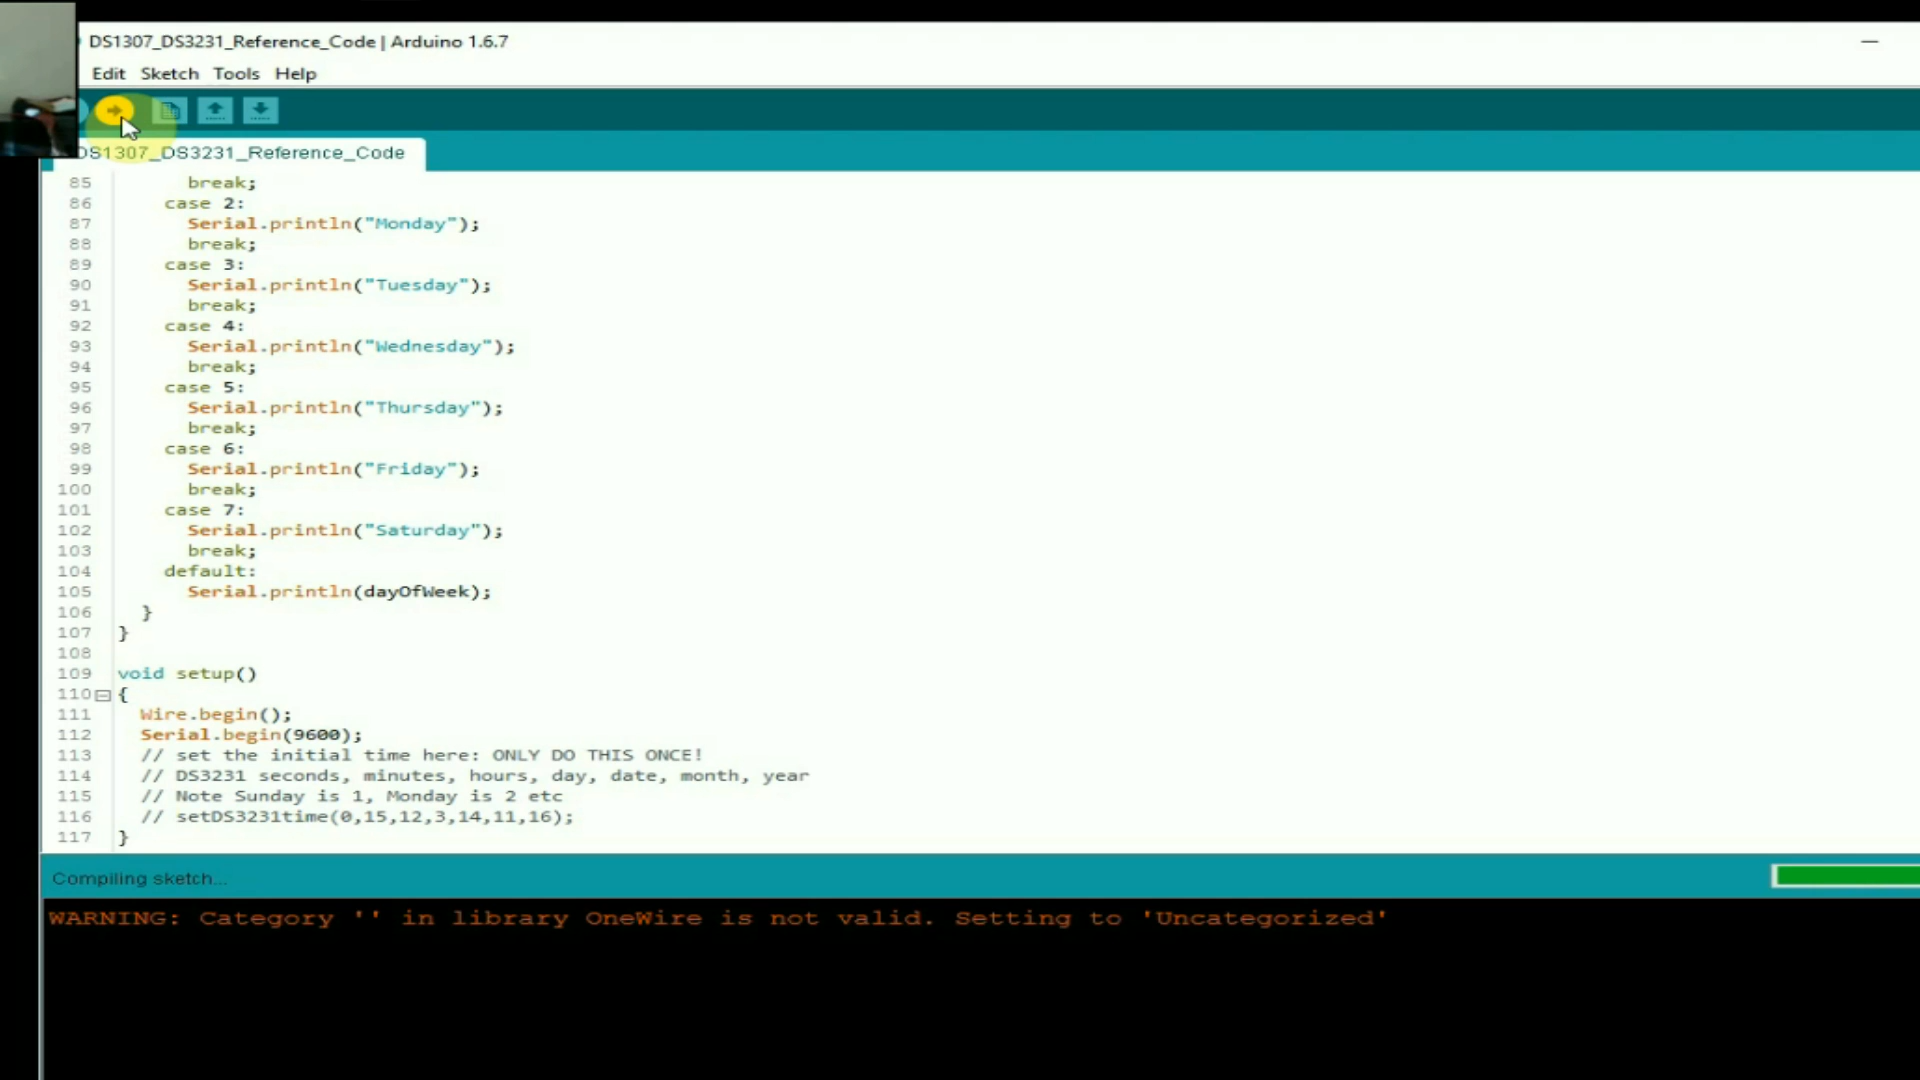 DS1307_DS3231_Reference_Code | Arduino 1.6.7
Edit Sketch Tools Help
DS1307_DS3231_Reference_Code
85 break;
86 case 2:
87 Serial.println("Monday");
88 break;
89 case 3:
90 Serial.println("Tuesday");
91 break;
92 case 4:
93 Serial.println("Wednesday");
94 break;
95 case 5:
96 Serial.println("Thursday");
97 break;
98 case 6:
99 Serial.println("Friday");
100 break;
101 case 7:
102 Serial.println("Saturday");
103 break;
104 default:
105 Serial.println(dayOfWeek);
106 }
107 }
108
109 void setup()
110 {
111 Wire.begin();
112 Serial.begin(9600);
113 // set the initial time here: ONLY DO THIS ONCE!
114 // DS3231 seconds, minutes, hours, day, date, month, year
115 // Note Sunday is 1, Monday is 2 etc
116 // setDS3231time(0,15,12,3,14,11,16);
117 }
Compiling sketch...
WARNING: Category '' in library OneWire is not valid. Setting to 'Uncategorized'